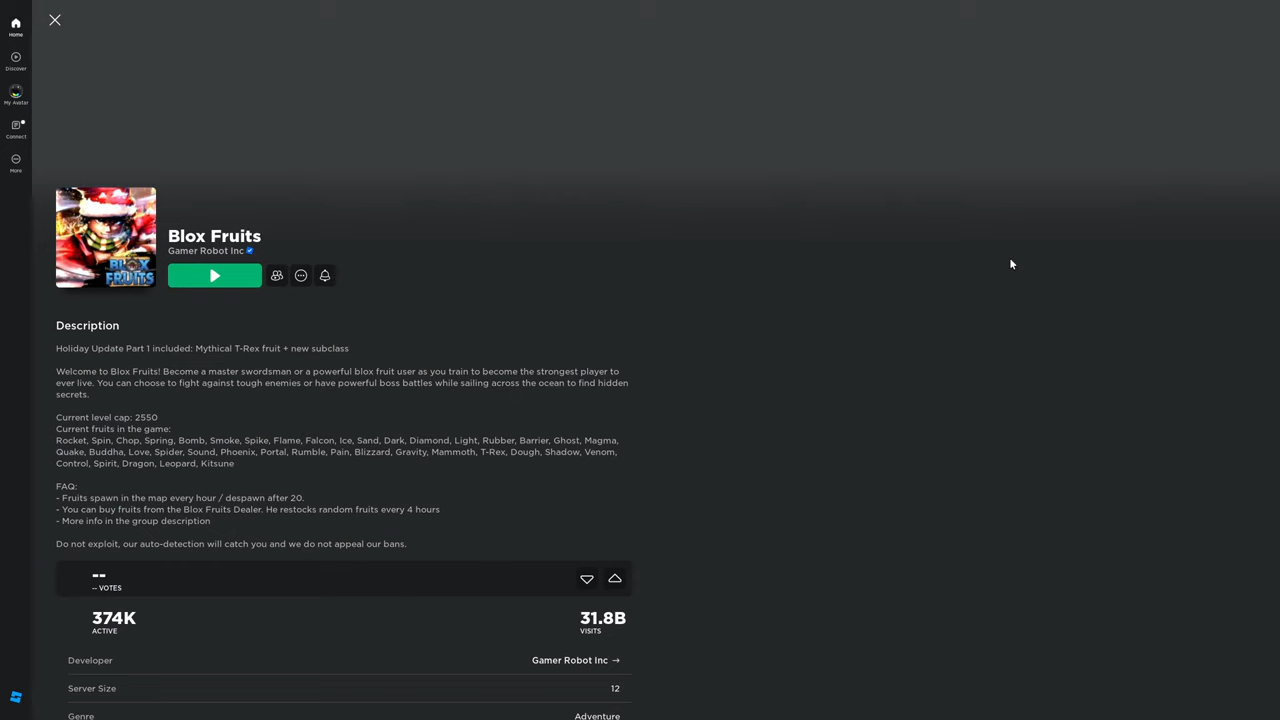 Home
Discover
My Avatar
Connect
More
BLOX
FRUITS
Blox Fruits
Gamer Robot Inc
Description
Holiday Update Part 1 included: Mythical T-Rex fruit + new subclass
Welcome to Blox Fruits! Become a master swordsman or a powerful blox fruit user as you train to become the strongest player to
ever live. You can choose to fight against tough enemies or have powerful boss battles while sailing across the ocean to find hidden
secrets.
Current level cap: 2550
Current fruits in the game:
Rocket, Spin, Chop, Spring, Bomb, Smoke, Spike, Flame, Falcon, Ice, Sand, Dark, Diamond, Light, Rubber, Barrier, Ghost, Magma,
Quake, Buddha, Love, Spider, Sound, Phoenix, Portal, Rumble, Pain, Blizzard, Gravity, Mammoth, T-Rex, Dough, Shadow, Venom,
Control, Spirit, Dragon, Leopard, Kitsune
FAQ:
- Fruits spawn in the map every hour / despawn after 20.
- You can buy fruits from the Blox Fruits Dealer. He restocks random fruits every 4 hours
- More info in the group description
Do not exploit, our auto-detection will catch you and we do not appeal our bans.
--
-- VOTES
374K 31.8B
ACTIVE VISITS
Developer Gamer Robot Inc →
Server Size 12
Genre Adventure